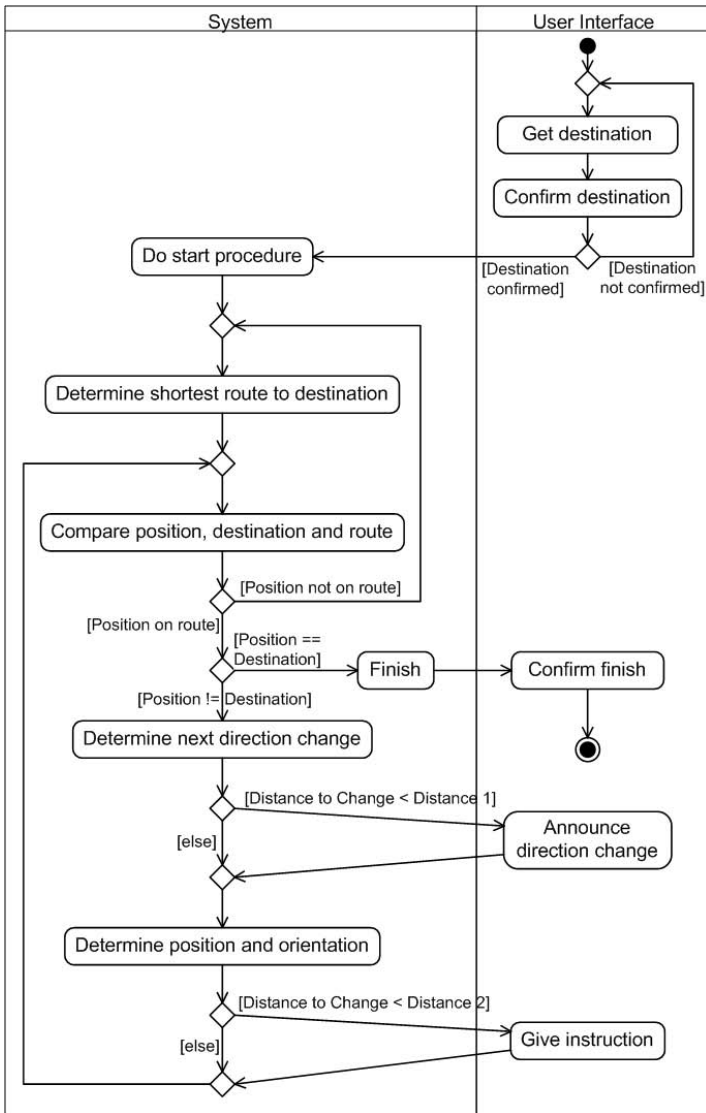 System
User Interface
Get destination
Confirm destination
Do start procedure
[Destination
confirmed]
[Destination
not confirmed]
Determine shortest route to destination
Compare position, destination and route
[Position not on route]
[Position on route]
[Position ==
Destination]
Finish
Confirm finish
[Position != Destination]
Determine next direction change
[Distance to Change < Distance 1]
Announce
direction change
[else]
Determine position and orientation
[Distance to Change < Distance 2]
Give instruction
[else]